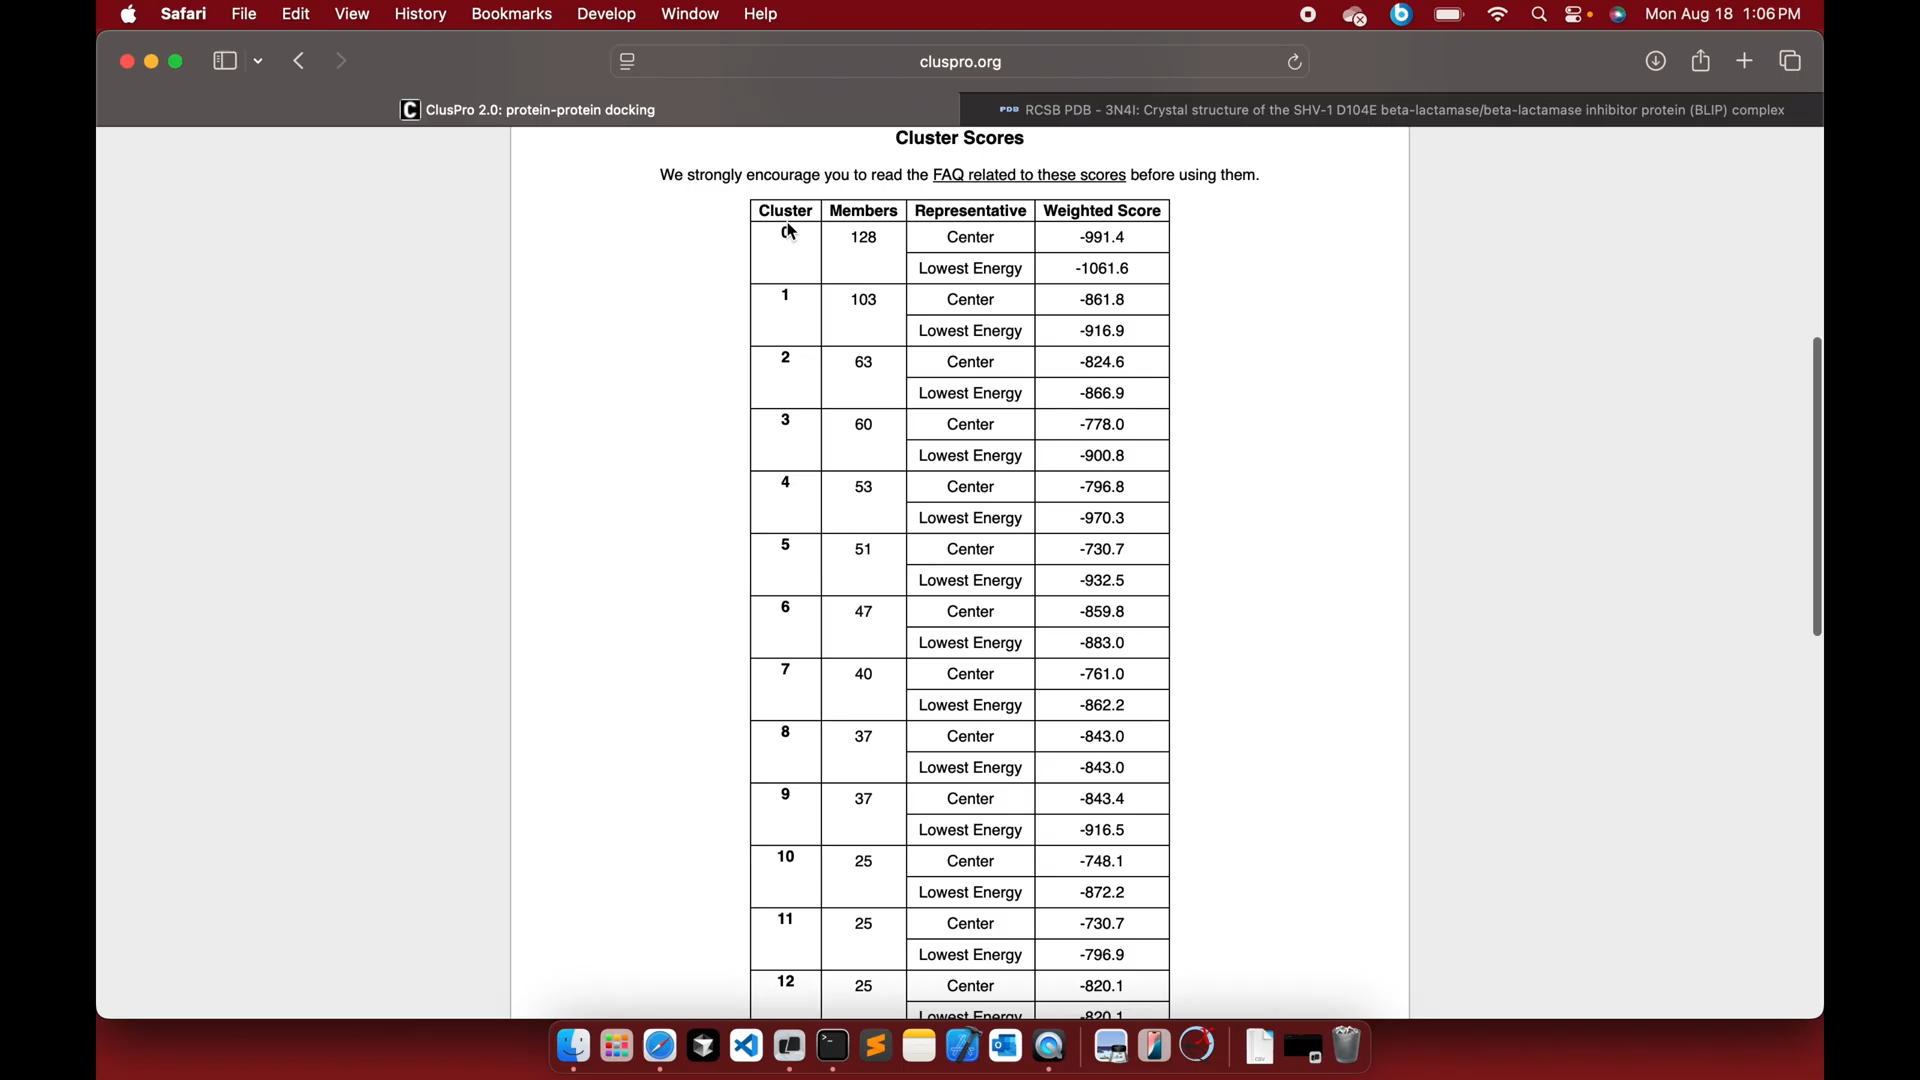 Safari File Edit View History Bookmarks Develop Window Help Mon Aug 18 1:06 PM
cluspro.org
C ClusPro 2.0: protein-protein docking
PDB RCSB PDB - 3N4I: Crystal structure of the SHV-1 D104E beta-lactamase/beta-lactamase inhibitor protein (BLIP) complex
Cluster Scores
We strongly encourage you to read the FAQ related to these scores before using them.
Cluster Members Representative Weighted Score
0 128 Center -991.4
Lowest Energy -1061.6
1 103 Center -861.8
Lowest Energy -916.9
2 63 Center -824.6
Lowest Energy -866.9
3 60 Center -778.0
Lowest Energy -900.8
4 53 Center -796.8
Lowest Energy -970.3
5 51 Center -730.7
Lowest Energy -932.5
6 47 Center -859.8
Lowest Energy -883.0
7 40 Center -761.0
Lowest Energy -862.2
8 37 Center -843.0
Lowest Energy -843.0
9 37 Center -843.4
Lowest Energy -916.5
10 25 Center -748.1
Lowest Energy -872.2
11 25 Center -730.7
Lowest Energy -796.9
12 25 Center -820.1
Lowest Energy -820.1
CSV